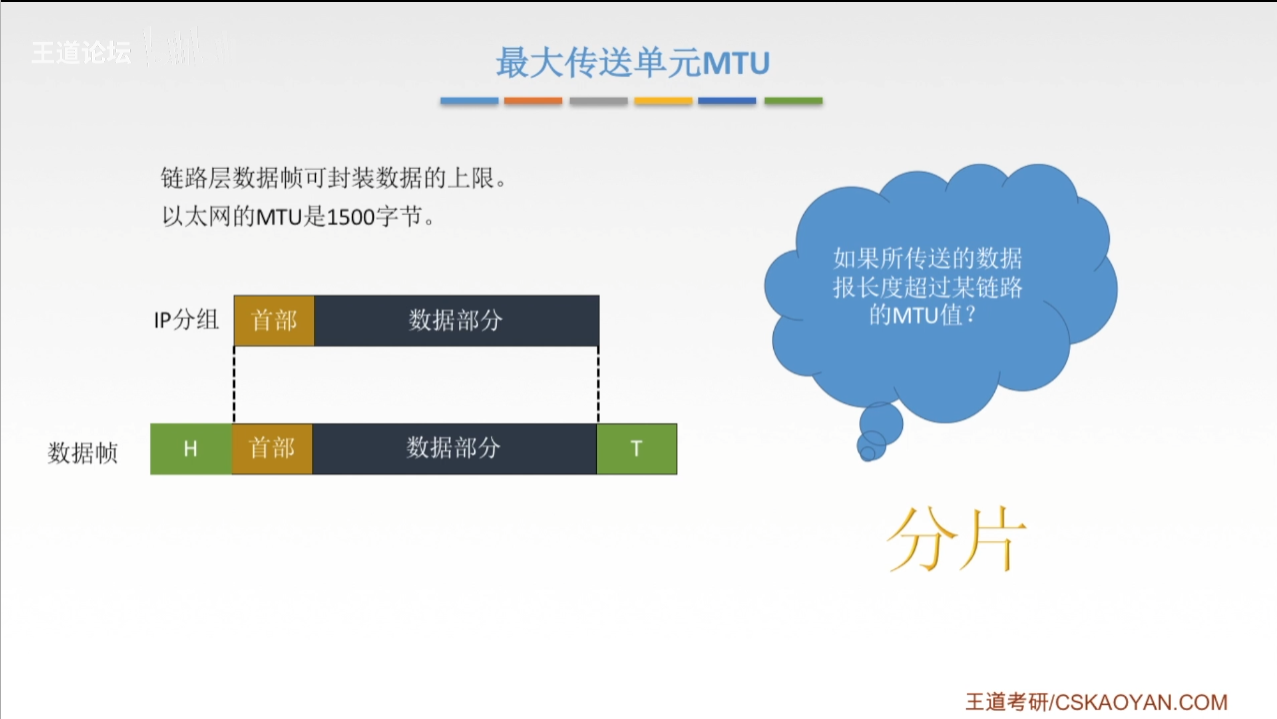 王道论坛
最大传送单元MTU
链路层数据帧可封装数据的上限。
以太网的MTU是1500字节。
如果所传送的数据
报长度超过某链路
的MTU值？
IP分组
首部
数据部分
数据帧
H
首部
数据部分
T
分片
王道考研/CSKAOYAN.COM